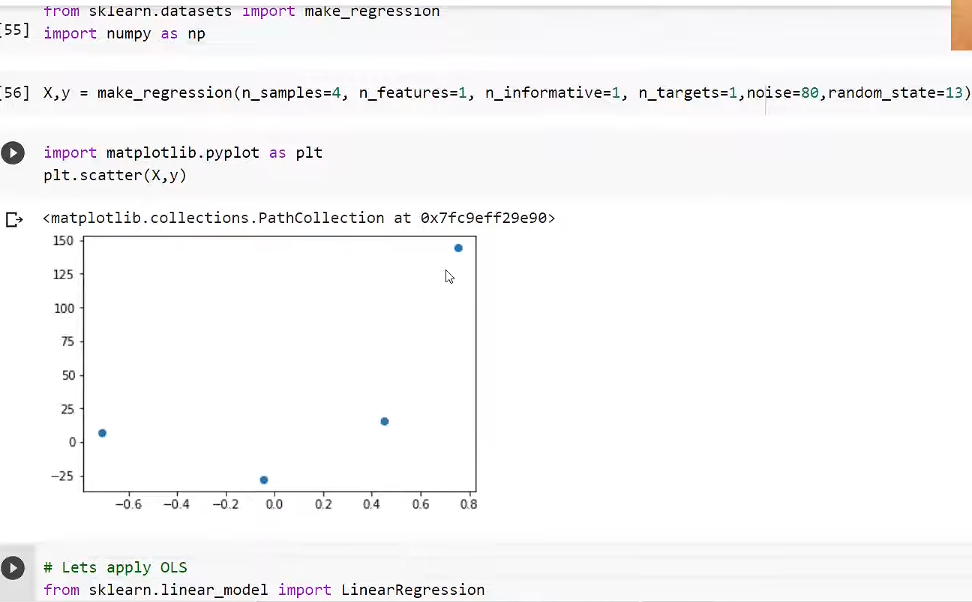 from sklearn.datasets import make_regression
[55] import numpy as np
[56] X,y = make_regression(n_samples=4, n_features=1, n_informative=1, n_targets=1,noise=80,random_state=13)
import matplotlib.pyplot as plt
plt.scatter(X,y)
<matplotlib.collections.PathCollection at 0x7fc9eff29e90>
150
125
100
75
50
25
0
−25
−0.6 −0.4 −0.2 0.0 0.2 0.4 0.6 0.8
# Lets apply OLS
from sklearn.linear_model import LinearRegression